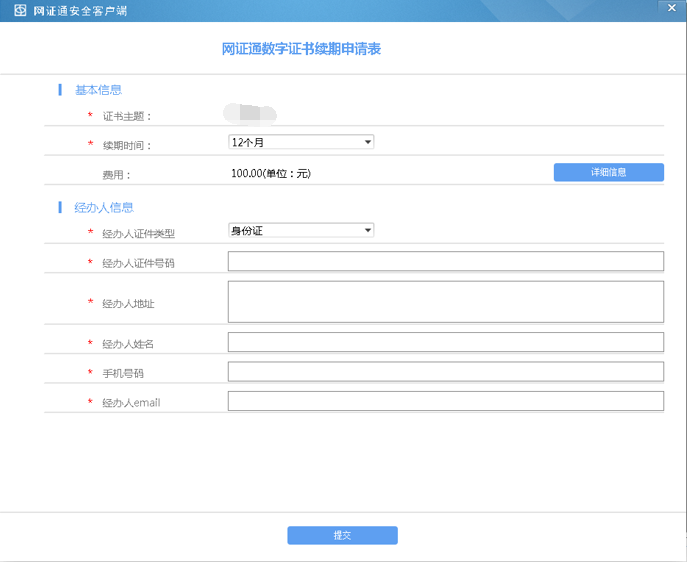 网证通安全客户端
网证通数字证书续期申请表
基本信息
* 证书主题：
* 续期时间： 12个月
费用： 100.00(单位：元) 详细信息
经办人信息
* 经办人证件类型 身份证
* 经办人证件号码
* 经办人地址
* 经办人姓名
* 手机号码
* 经办人email
提交